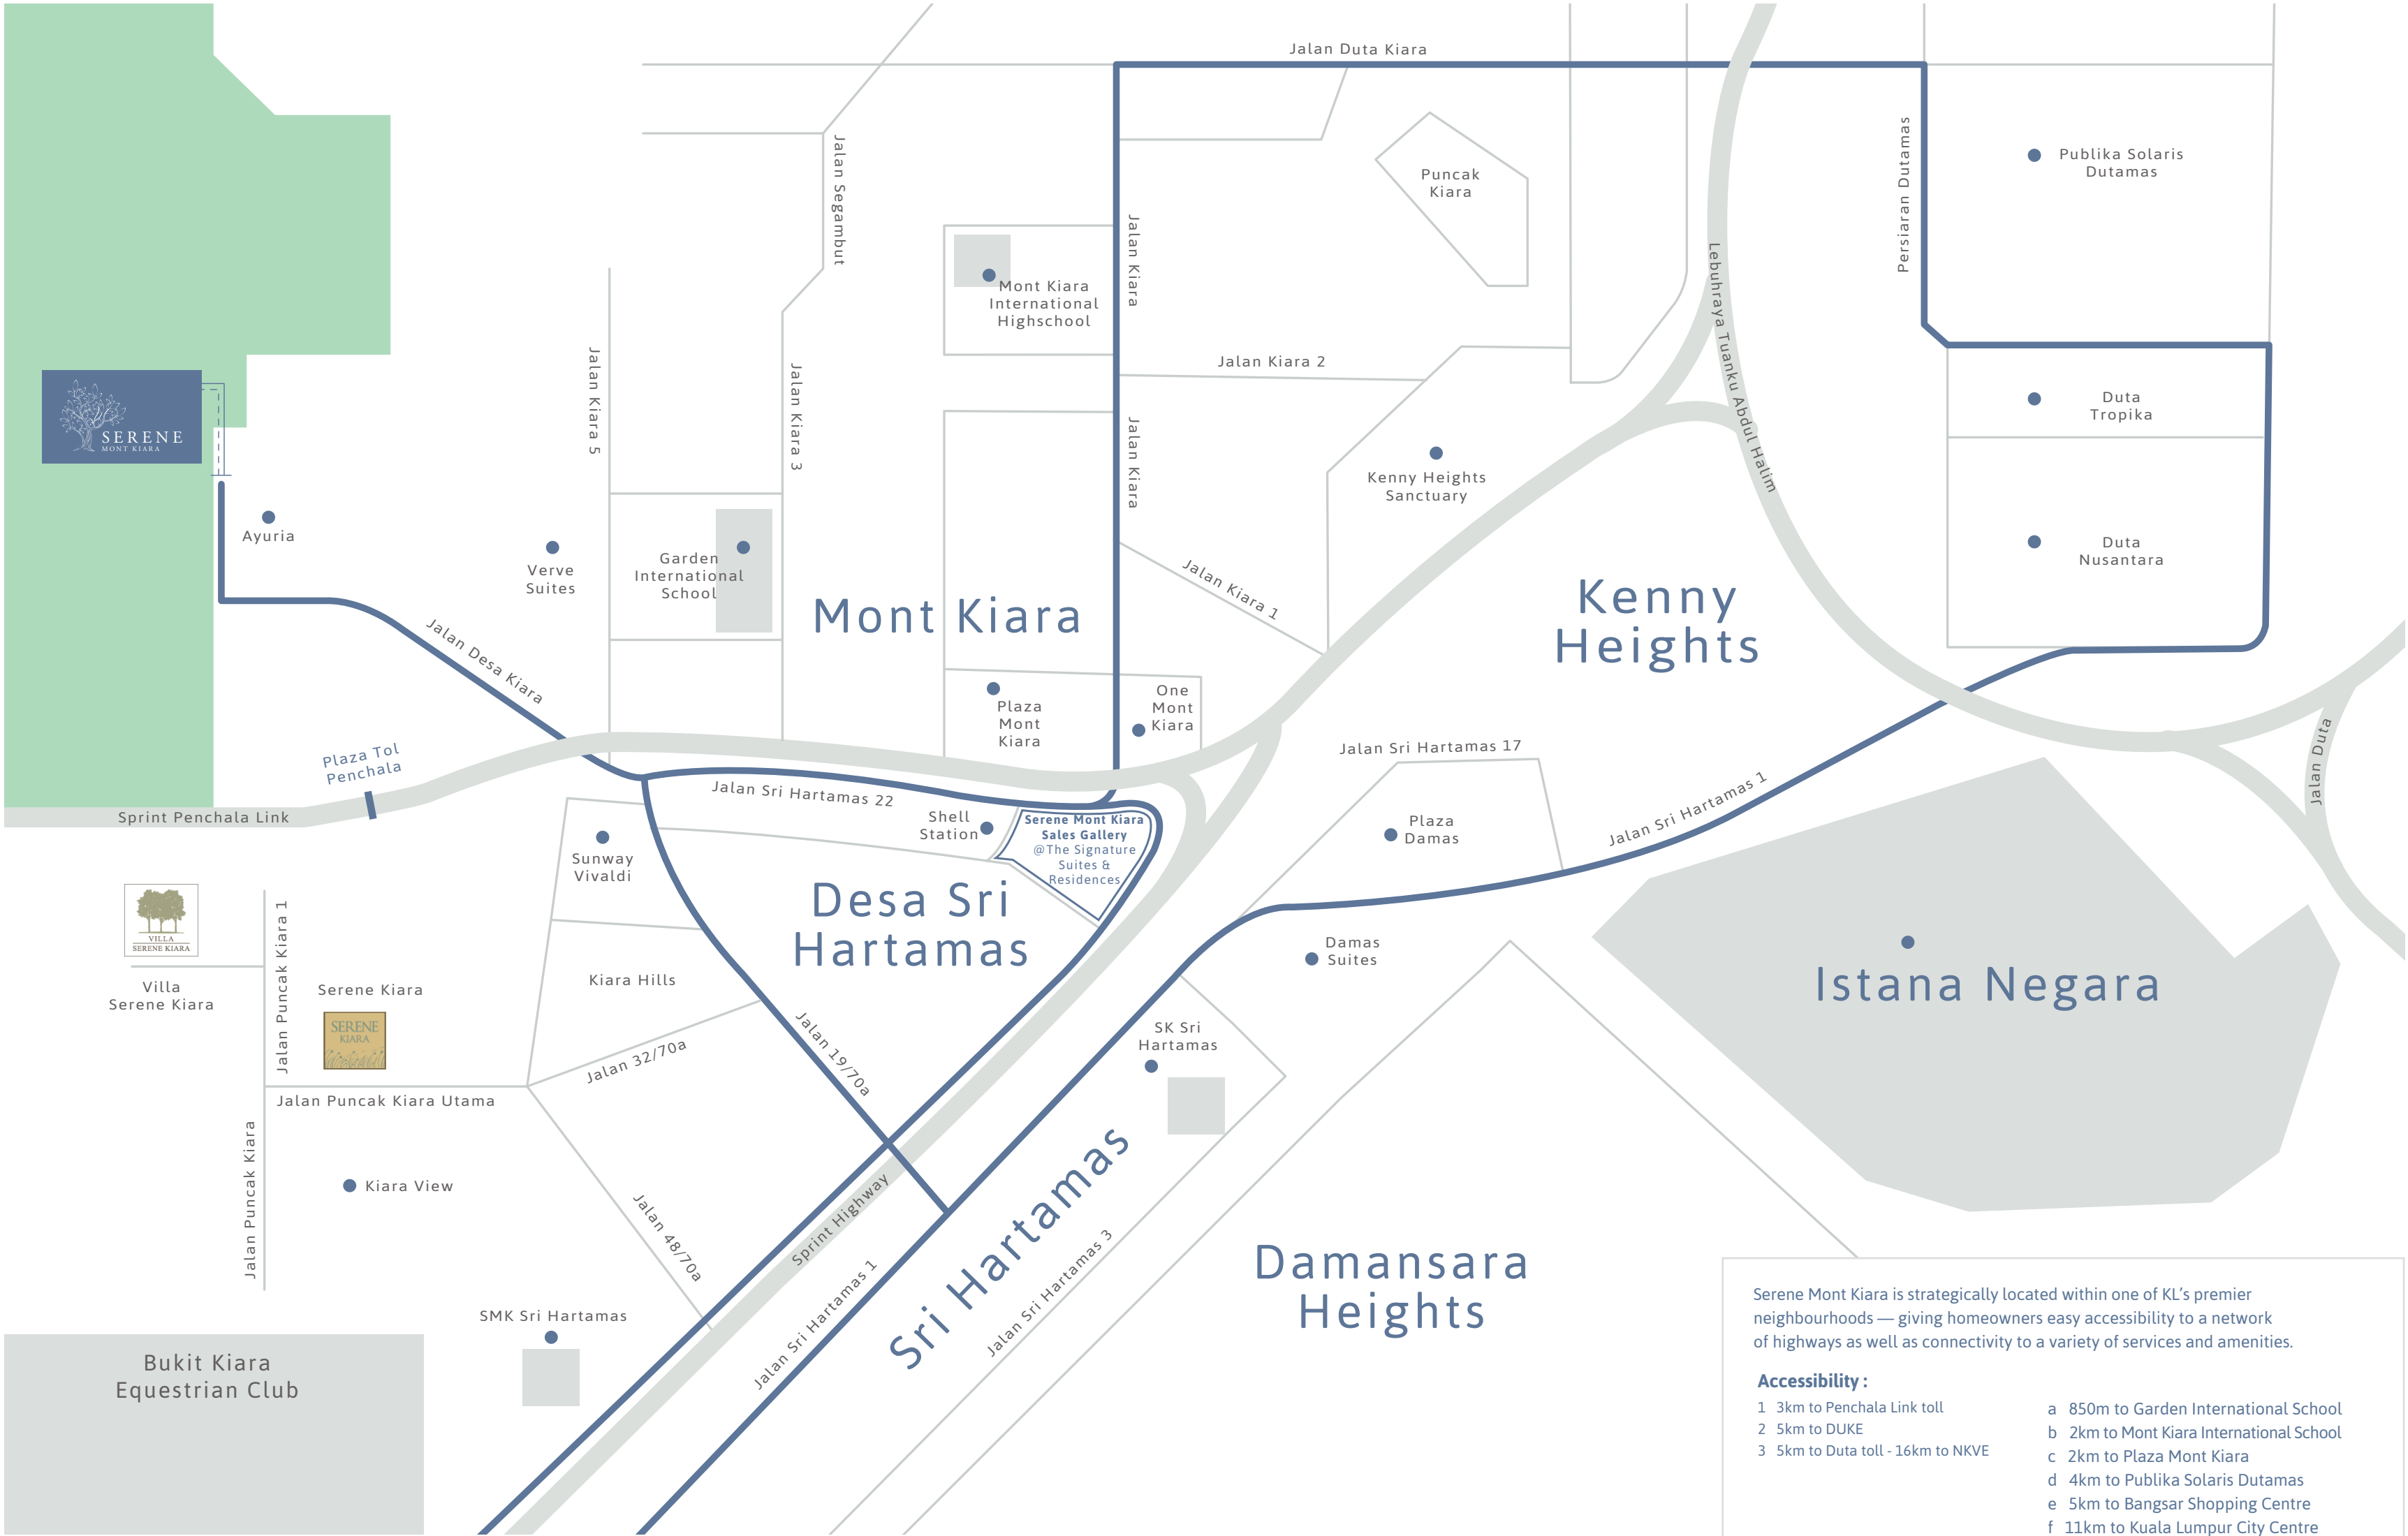 Jalan Duta Kiara
Jalan Segambut
Puncak
Kiara
Persiaran Dutamas
Publika Solaris
Dutamas
Mont Kiara
International
Highschool
Jalan Kiara
Lebuhraya Tuanku Abdul Halim
Jalan Kiara 5
Jalan Kiara 3
Jalan Kiara 2
SERENE
MONT KIARA
Jalan Kiara
Kenny Heights
Sanctuary
Duta
Tropika
Ayuria
Verve
Suites
Garden
International
School
Mont Kiara
Jalan Kiara 1
Kenny
Heights
Duta
Nusantara
Jalan Desa Kiara
Plaza
Mont
Kiara
One
Mont
Kiara
Plaza Tol
Penchala
Jalan Sri Hartamas 17
Jalan Duta
Jalan Sri Hartamas 22
Jalan Sri Hartamas 1
Sprint Penchala Link
Shell
Station
Serene Mont Kiara
Sales Gallery
@The Signature
Suites &
Residences
Plaza
Damas
Sunway
Vivaldi
Desa Sri
Hartamas
VILLA
SERENE KIARA
Villa
Serene Kiara
Jalan Puncak Kiara 1
Serene Kiara
SERENE
KIARA
Kiara Hills
Damas
Suites
Istana Negara
Jalan 32/70a
Jalan 19/70a
SK Sri
Hartamas
Jalan Puncak Kiara Utama
Jalan Puncak Kiara
Kiara View
Jalan 48/70a
Sprint Highway
Sri Hartamas
Jalan Sri Hartamas 1
Jalan Sri Hartamas 3
Damansara
Heights
SMK Sri Hartamas
Bukit Kiara
Equestrian Club
Serene Mont Kiara is strategically located within one of KL’s premier
neighbourhoods — giving homeowners easy accessibility to a network
of highways as well as connectivity to a variety of services and amenities.
Accessibility :
1 3km to Penchala Link toll
2 5km to DUKE
3 5km to Duta toll - 16km to NKVE
a 850m to Garden International School
b 2km to Mont Kiara International School
c 2km to Plaza Mont Kiara
d 4km to Publika Solaris Dutamas
e 5km to Bangsar Shopping Centre
f 11km to Kuala Lumpur City Centre